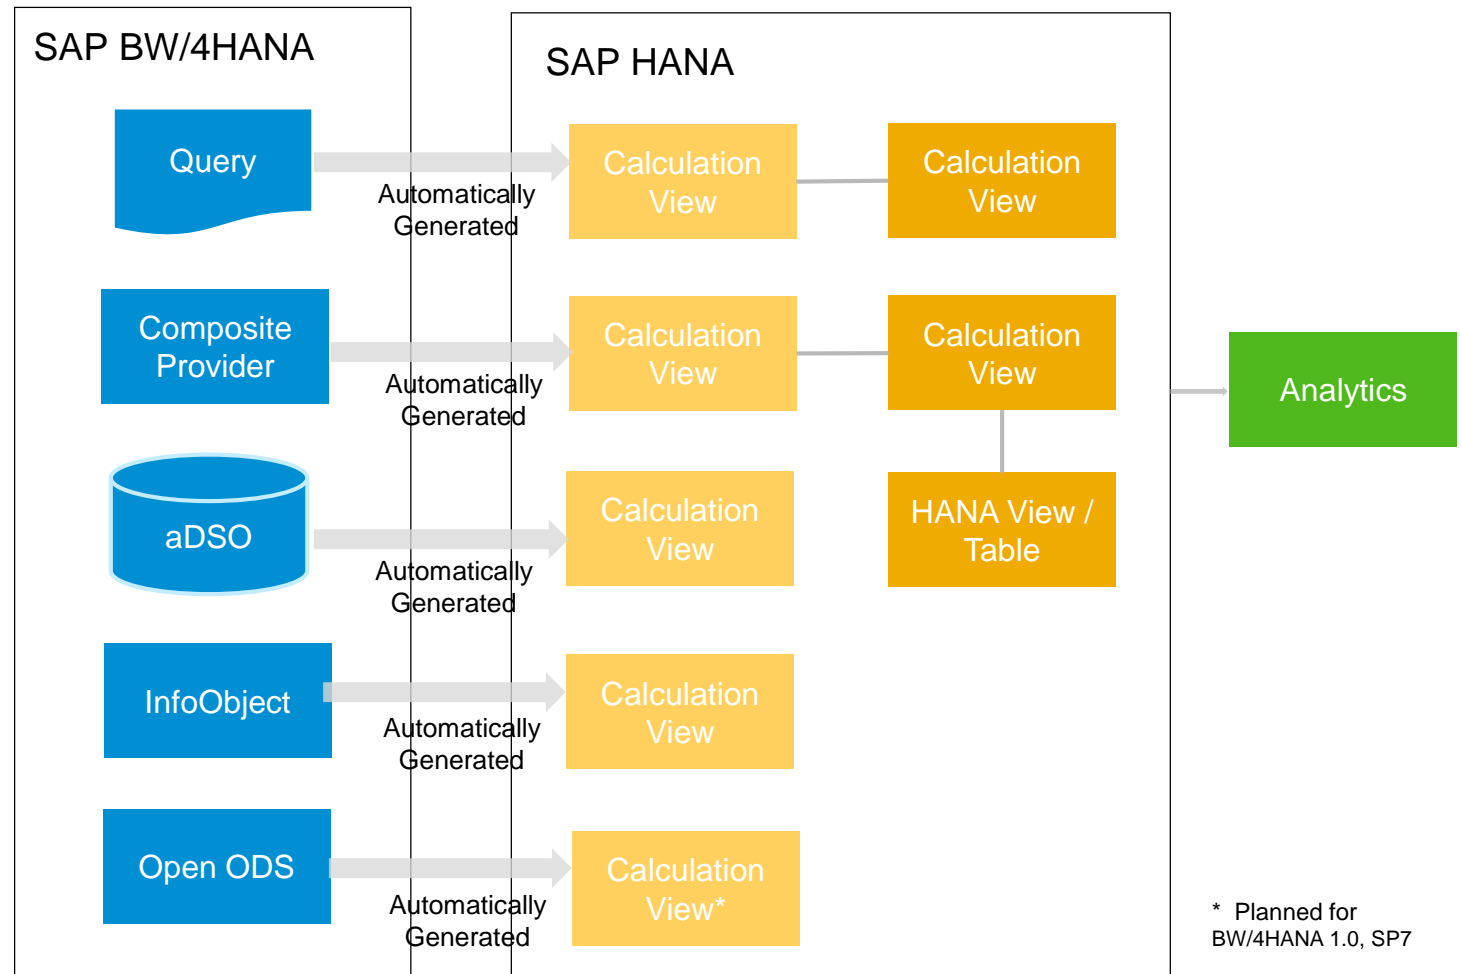 SAP BW/4HANA
SAP HANA
Query
Automatically
Generated
Calculation
View
Calculation
View
Composite
Provider
Automatically
Generated
Calculation
View
Calculation
View
Analytics
aDSO
Automatically
Generated
Calculation
View
HANA View /
Table
InfoObject
Automatically
Generated
Calculation
View
Open ODS
Automatically
Generated
Calculation
View*
* Planned for
BW/4HANA 1.0, SP7